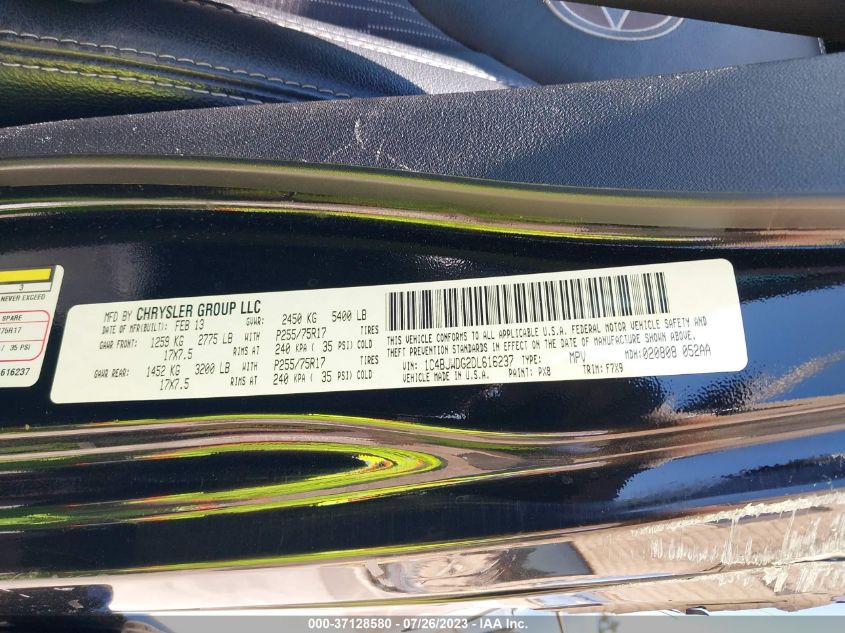 3
NEVER EXCEED
SPARE
75R17
35 PSI
616237
MFD BY CHRYSLER GROUP LLC
DATE OF MFR(BUILT): FEB 13 GVWR: 2450 KG 5400 LB
GAWR FRONT: 1259 KG 2775 LB WITH P255/75R17 TIRES
17X7.5 RIMS AT 240 KPA ( 35 PSI) COLD
GAWR REAR: 1452 KG 3200 LB WITH P255/75R17 TIRES
17X7.5 RIMS AT 240 KPA ( 35 PSI) COLD
THIS VEHICLE CONFORMS TO ALL APPLICABLE U.S.A. FEDERAL MOTOR VEHICLE SAFETY AND
THEFT PREVENTION STANDARDS IN EFFECT ON THE DATE OF MANUFACTURE SHOWN ABOVE.
VIN: 1C4BJWDG2DL616237 TYPE: MPV MDH: 020808 052AA
VEHICLE MADE IN U.S.A. PAINT: PX8 TRIM: F7X9
000-37128580 - 07/26/2023 - IAA Inc.